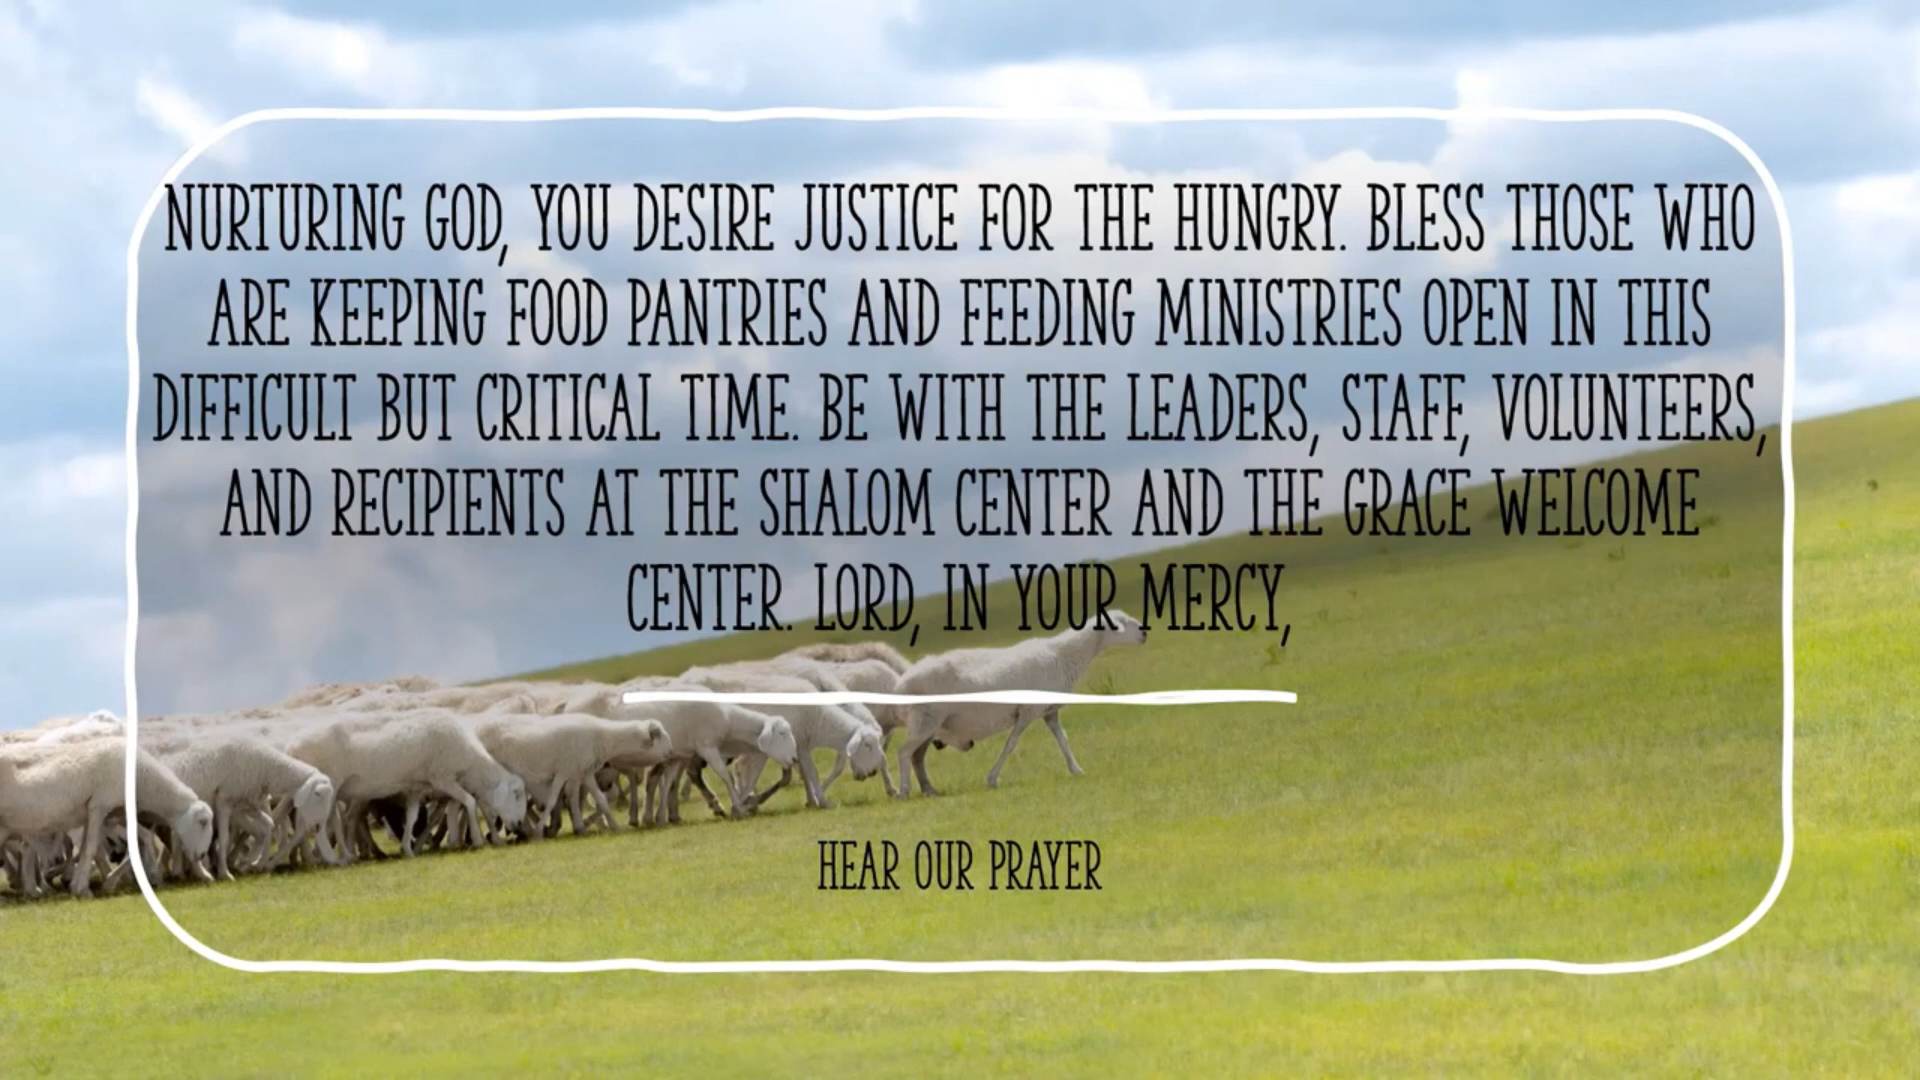 NURTURING GOD, YOU DESIRE JUSTICE FOR THE HUNGRY. BLESS THOSE WHO
ARE KEEPING FOOD PANTRIES AND FEEDING MINISTRIES OPEN IN THIS
DIFFICULT BUT CRITICAL TIME. BE WITH THE LEADERS, STAFF, VOLUNTEERS,
AND RECIPIENTS AT THE SHALOM CENTER AND THE GRACE WELCOME
CENTER. LORD, IN YOUR MERCY,
HEAR OUR PRAYER